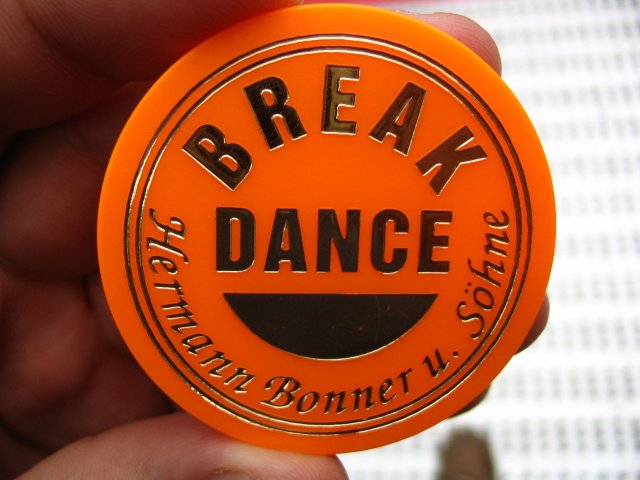 BREAK
DANCE
Hermann Bonner u. Söhne